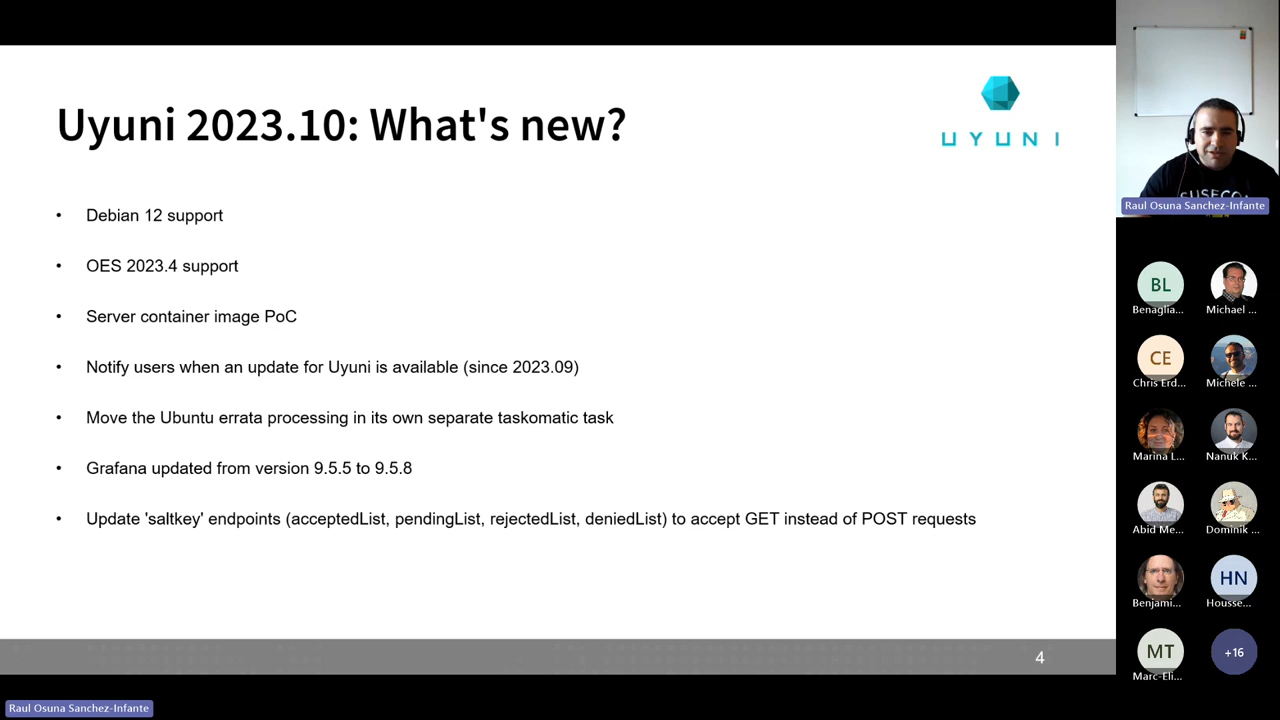 Uyuni 2023.10: What's new?
UYUNI
• Debian 12 support
• OES 2023.4 support
• Server container image PoC
• Notify users when an update for Uyuni is available (since 2023.09)
• Move the Ubuntu errata processing in its own separate taskomatic task
• Grafana updated from version 9.5.5 to 9.5.8
• Update 'saltkey' endpoints (acceptedList, pendingList, rejectedList, deniedList) to accept GET instead of POST requests
4
Raul Osuna Sanchez-Infante
SUSECO
Raul Osuna Sanchez-Infante
BL
Benaglia...
Michael ...
CE
Chris Erd...
Michele ...
Marina L...
Nanuk K...
Abid Me...
Dominik ...
Benjami...
HN
Housse...
MT
Marc-Eli...
+16